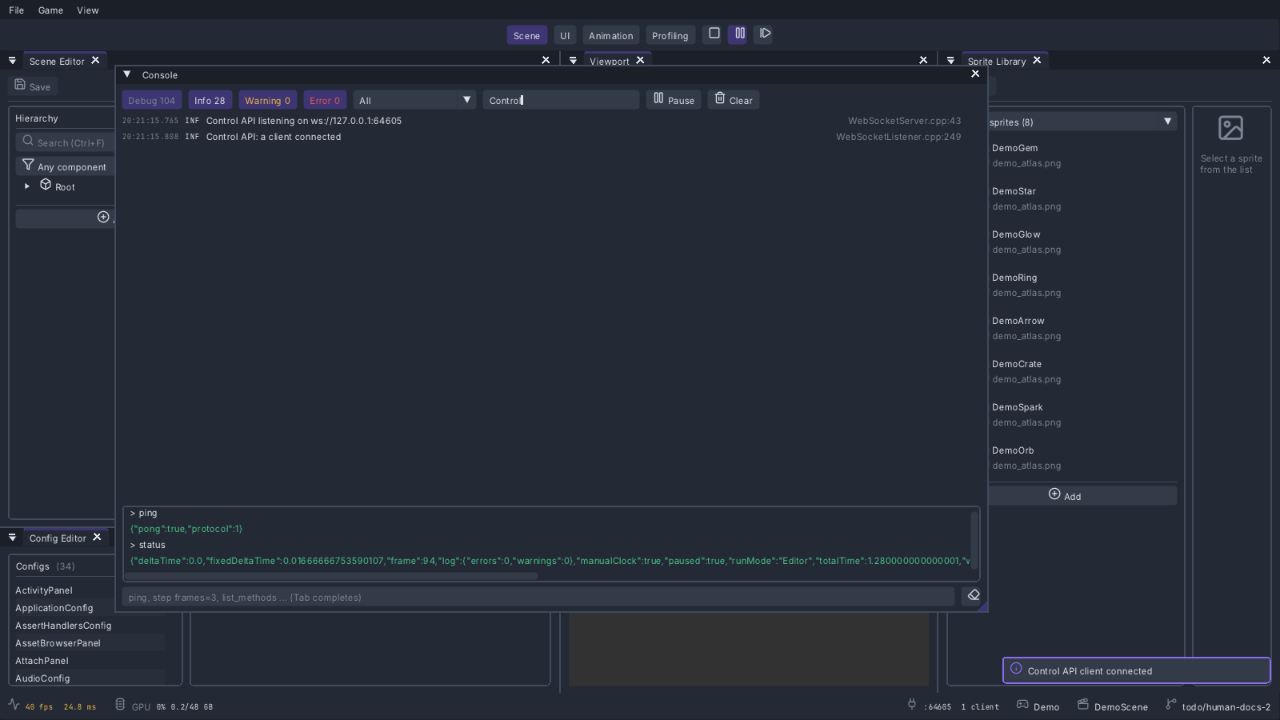 File Game View
Scene UI Animation Profiling
Scene Editor
Viewport
Sprite Library
Save
Console
Debug 104 Info 28 Warning 0 Error 0 All Control Pause Clear
20:21:15.765 INF Control API listening on ws://127.0.0.1:64605 WebSocketServer.cpp:43
20:21:15.808 INF Control API: a client connected WebSocketListener.cpp:249
Hierarchy
Search (Ctrl+F)
Any component
Root
sprites (8)
DemoGem
demo_atlas.png
DemoStar
demo_atlas.png
DemoGlow
demo_atlas.png
DemoRing
demo_atlas.png
DemoArrow
demo_atlas.png
DemoCrate
demo_atlas.png
DemoSpark
demo_atlas.png
DemoOrb
demo_atlas.png
Add
Select a sprite
from the list
> ping
{"pong":true,"protocol":1}
> status
{"deltaTime":0.0,"fixedDeltaTime":0.01666666753590107,"frame":94,"log":{"errors":0,"warnings":0},"manualClock":true,"paused":true,"runMode":"Editor","totalTime":1.280000000000001,"v
ping, step frames=3, list_methods ... (Tab completes)
Config Editor
Configs (34)
ActivityPanel
ApplicationConfig
AssertHandlersConfig
AssetBrowserPanel
AttachPanel
AudioConfig
Control API client connected
40 fps 24.8 ms GPU 0% 0.2/48 GB :64605 1 client Demo DemoScene todo/human-docs-2